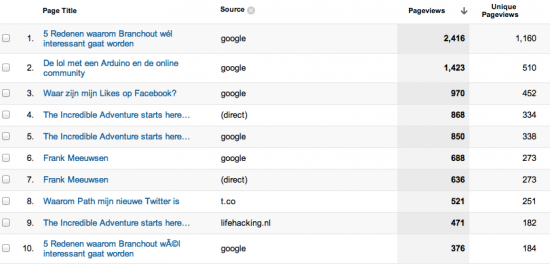 Page Title Source Pageviews Unique Pageviews
1. 5 Redenen waarom Branchout wél interessant gaat worden google 2,416 1,160
2. De lol met een Arduino en de online community google 1,423 510
3. Waar zijn mijn Likes op Facebook? google 970 452
4. The Incredible Adventure starts here… (direct) 868 334
5. The Incredible Adventure starts here… google 850 338
6. Frank Meeuwsen google 688 273
7. Frank Meeuwsen (direct) 636 273
8. Waarom Path mijn nieuwe Twitter is t.co 521 251
9. The Incredible Adventure starts here… lifehacking.nl 471 182
10. 5 Redenen waarom Branchout wÃ©l interessant gaat worden google 376 184